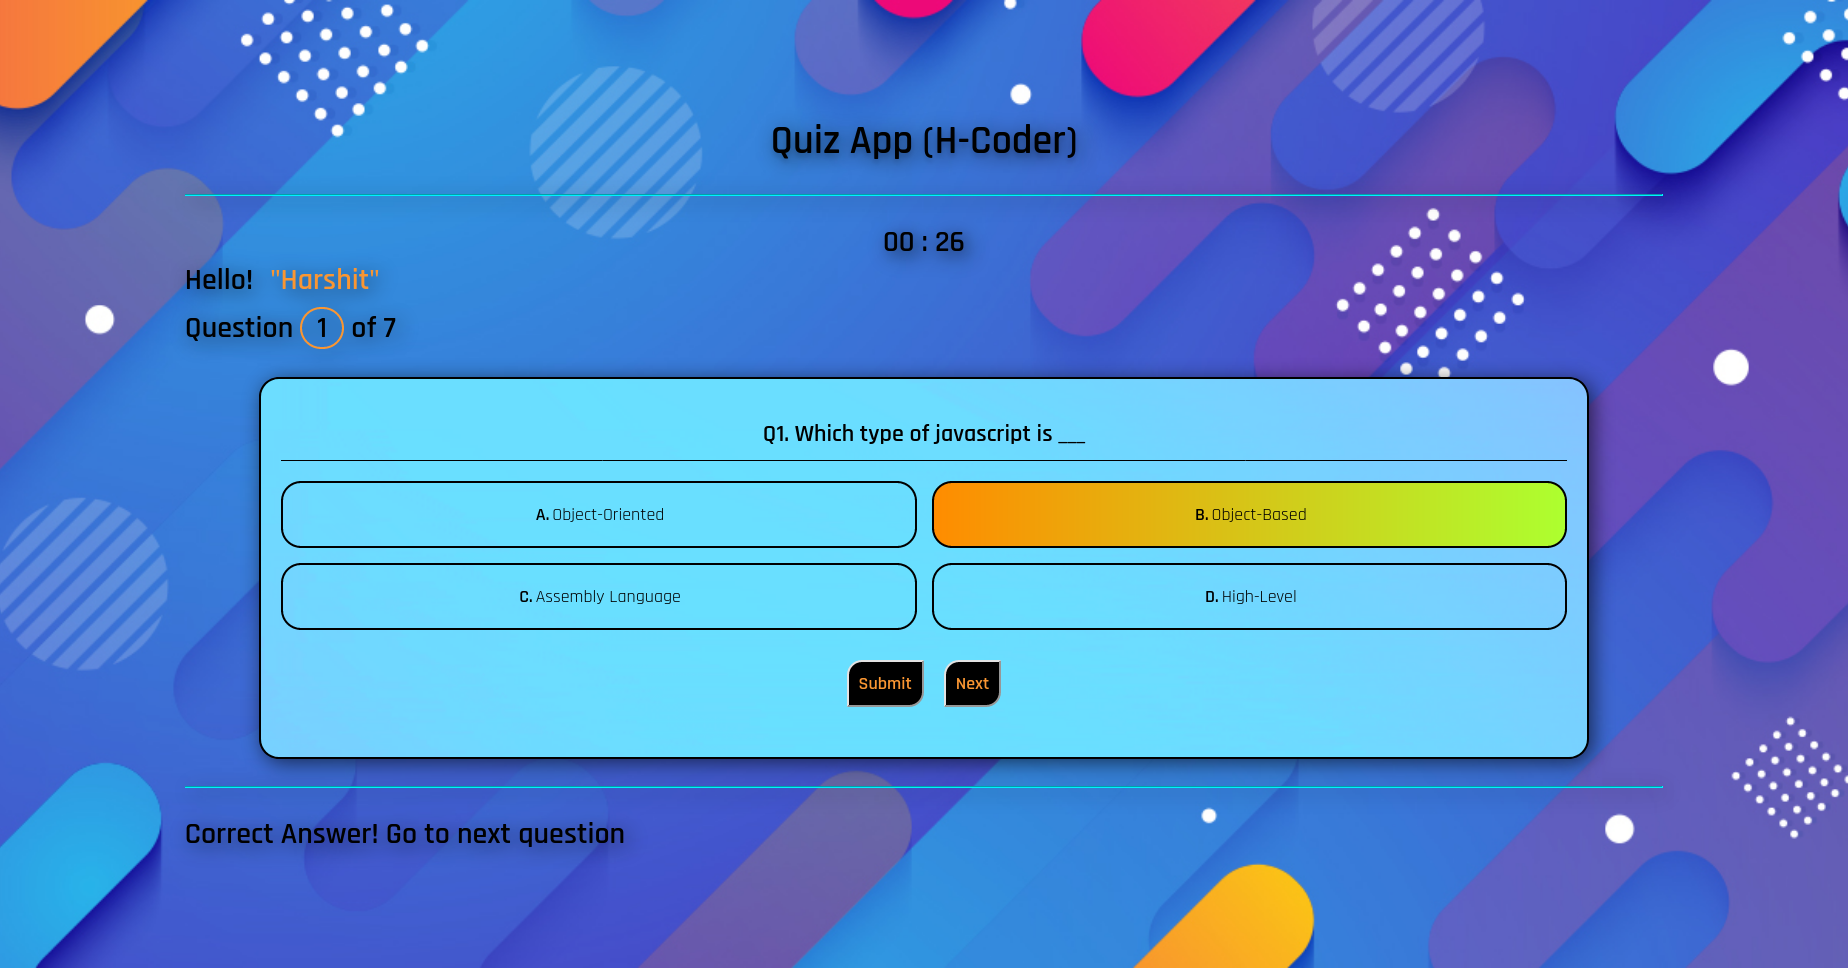 Quiz App (H-Coder)
00 : 26
Hello! "Harshit"
Question 1 of 7
Q1. Which type of javascript is ___
A. Object-Oriented
B. Object-Based
C. Assembly Language
D. High-Level
Submit Next
Correct Answer! Go to next question